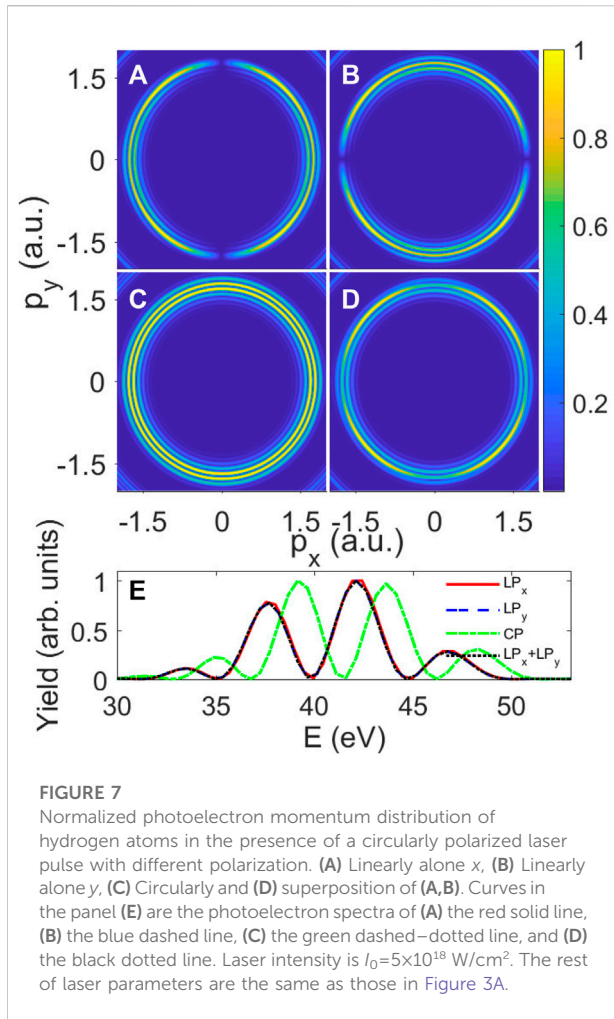 A
B
1.5
0
-1.5
p_y (a.u.)
C
D
1.5
0
-1.5
1
0.8
0.6
0.4
0.2
-1.5 0 1.5 -1.5 0 1.5
p_x (a.u.)
E
Yield (arb. units)
1
0.5
0
LP_x
LP_y
CP
LP_x+LP_y
30 35 40 45 50
E (eV)
FIGURE 7
Normalized photoelectron momentum distribution of
hydrogen atoms in the presence of a circularly polarized laser
pulse with different polarization. (A) Linearly alone x, (B) Linearly
alone y, (C) Circularly and (D) superposition of (A,B). Curves in
the panel (E) are the photoelectron spectra of (A) the red solid line,
(B) the blue dashed line, (C) the green dashed–dotted line, and (D)
the black dotted line. Laser intensity is I₀=5×10¹⁸ W/cm². The rest
of laser parameters are the same as those in Figure 3A.